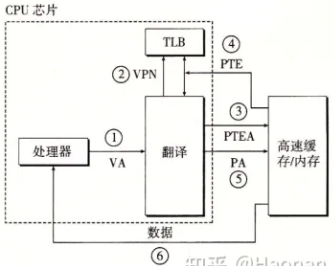 CPU 芯片
TLB
④
② VPN
PTE
①
③
处理器
翻译
高速缓
存/内存
VA
PTEA
PA
⑤
数据
⑥
知乎 @Haonan